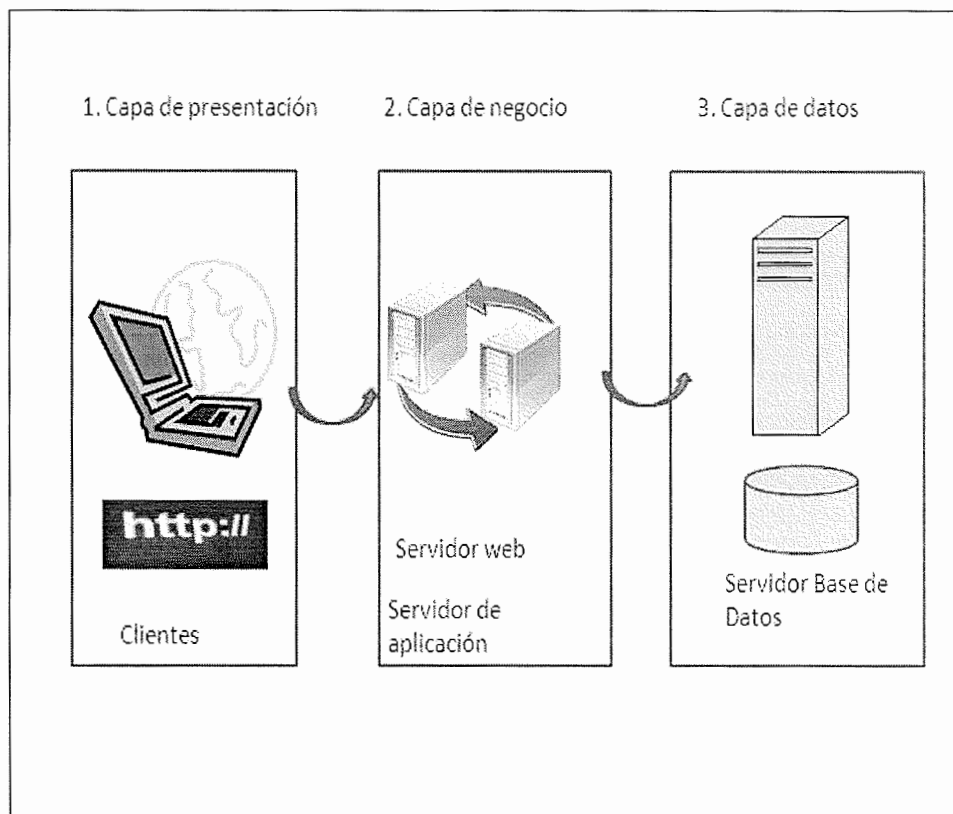 1. Capa de presentación
2. Capa de negocio
3. Capa de datos
http://
Clientes
Servidor web
Servidor de
aplicación
Servidor Base de
Datos